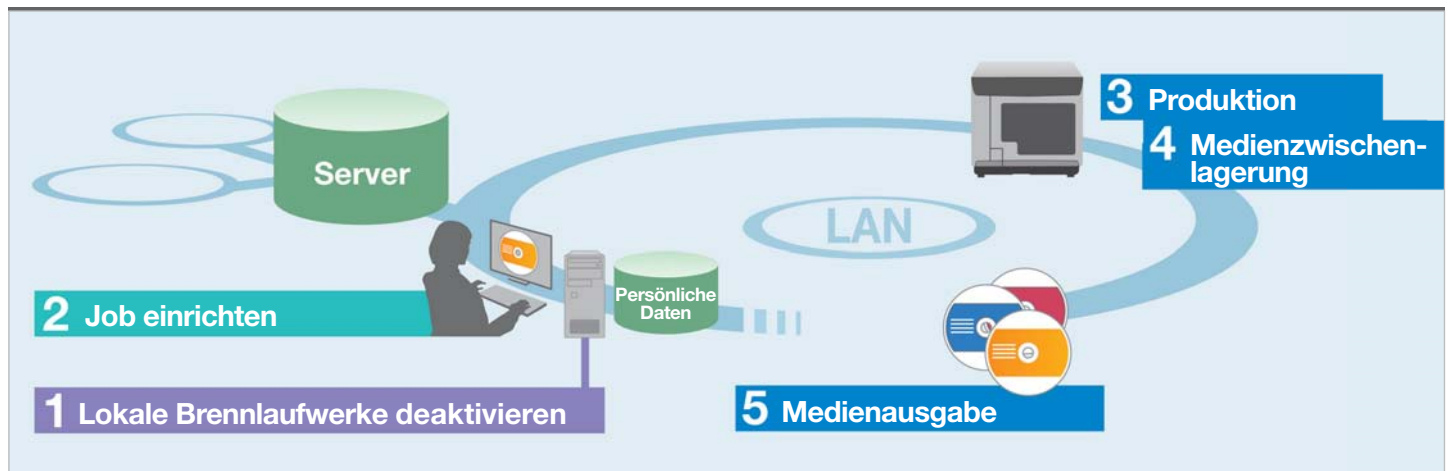 3 Produktion
4 Medienzwischen-
lagerung
Server
LAN
Persönliche
Daten
2 Job einrichten
1 Lokale Brennlaufwerke deaktivieren
5 Medienausgabe